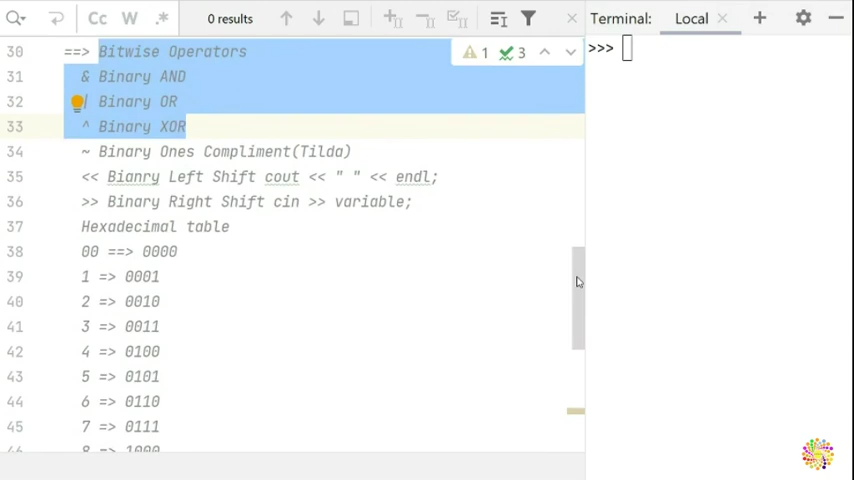 Cc W .* 0 results
Terminal: Local
30 ==> Bitwise Operators
1 3
>>>
31 & Binary AND
32 | Binary OR
33 ^ Binary XOR
34 ~ Binary Ones Compliment(Tilda)
35 << Bianry Left Shift cout << " " << endl;
36 >> Binary Right Shift cin >> variable;
37 Hexadecimal table
38 00 ==> 0000
39 1 => 0001
40 2 => 0010
41 3 => 0011
42 4 => 0100
43 5 => 0101
44 6 => 0110
45 7 => 0111
46 8 => 1000